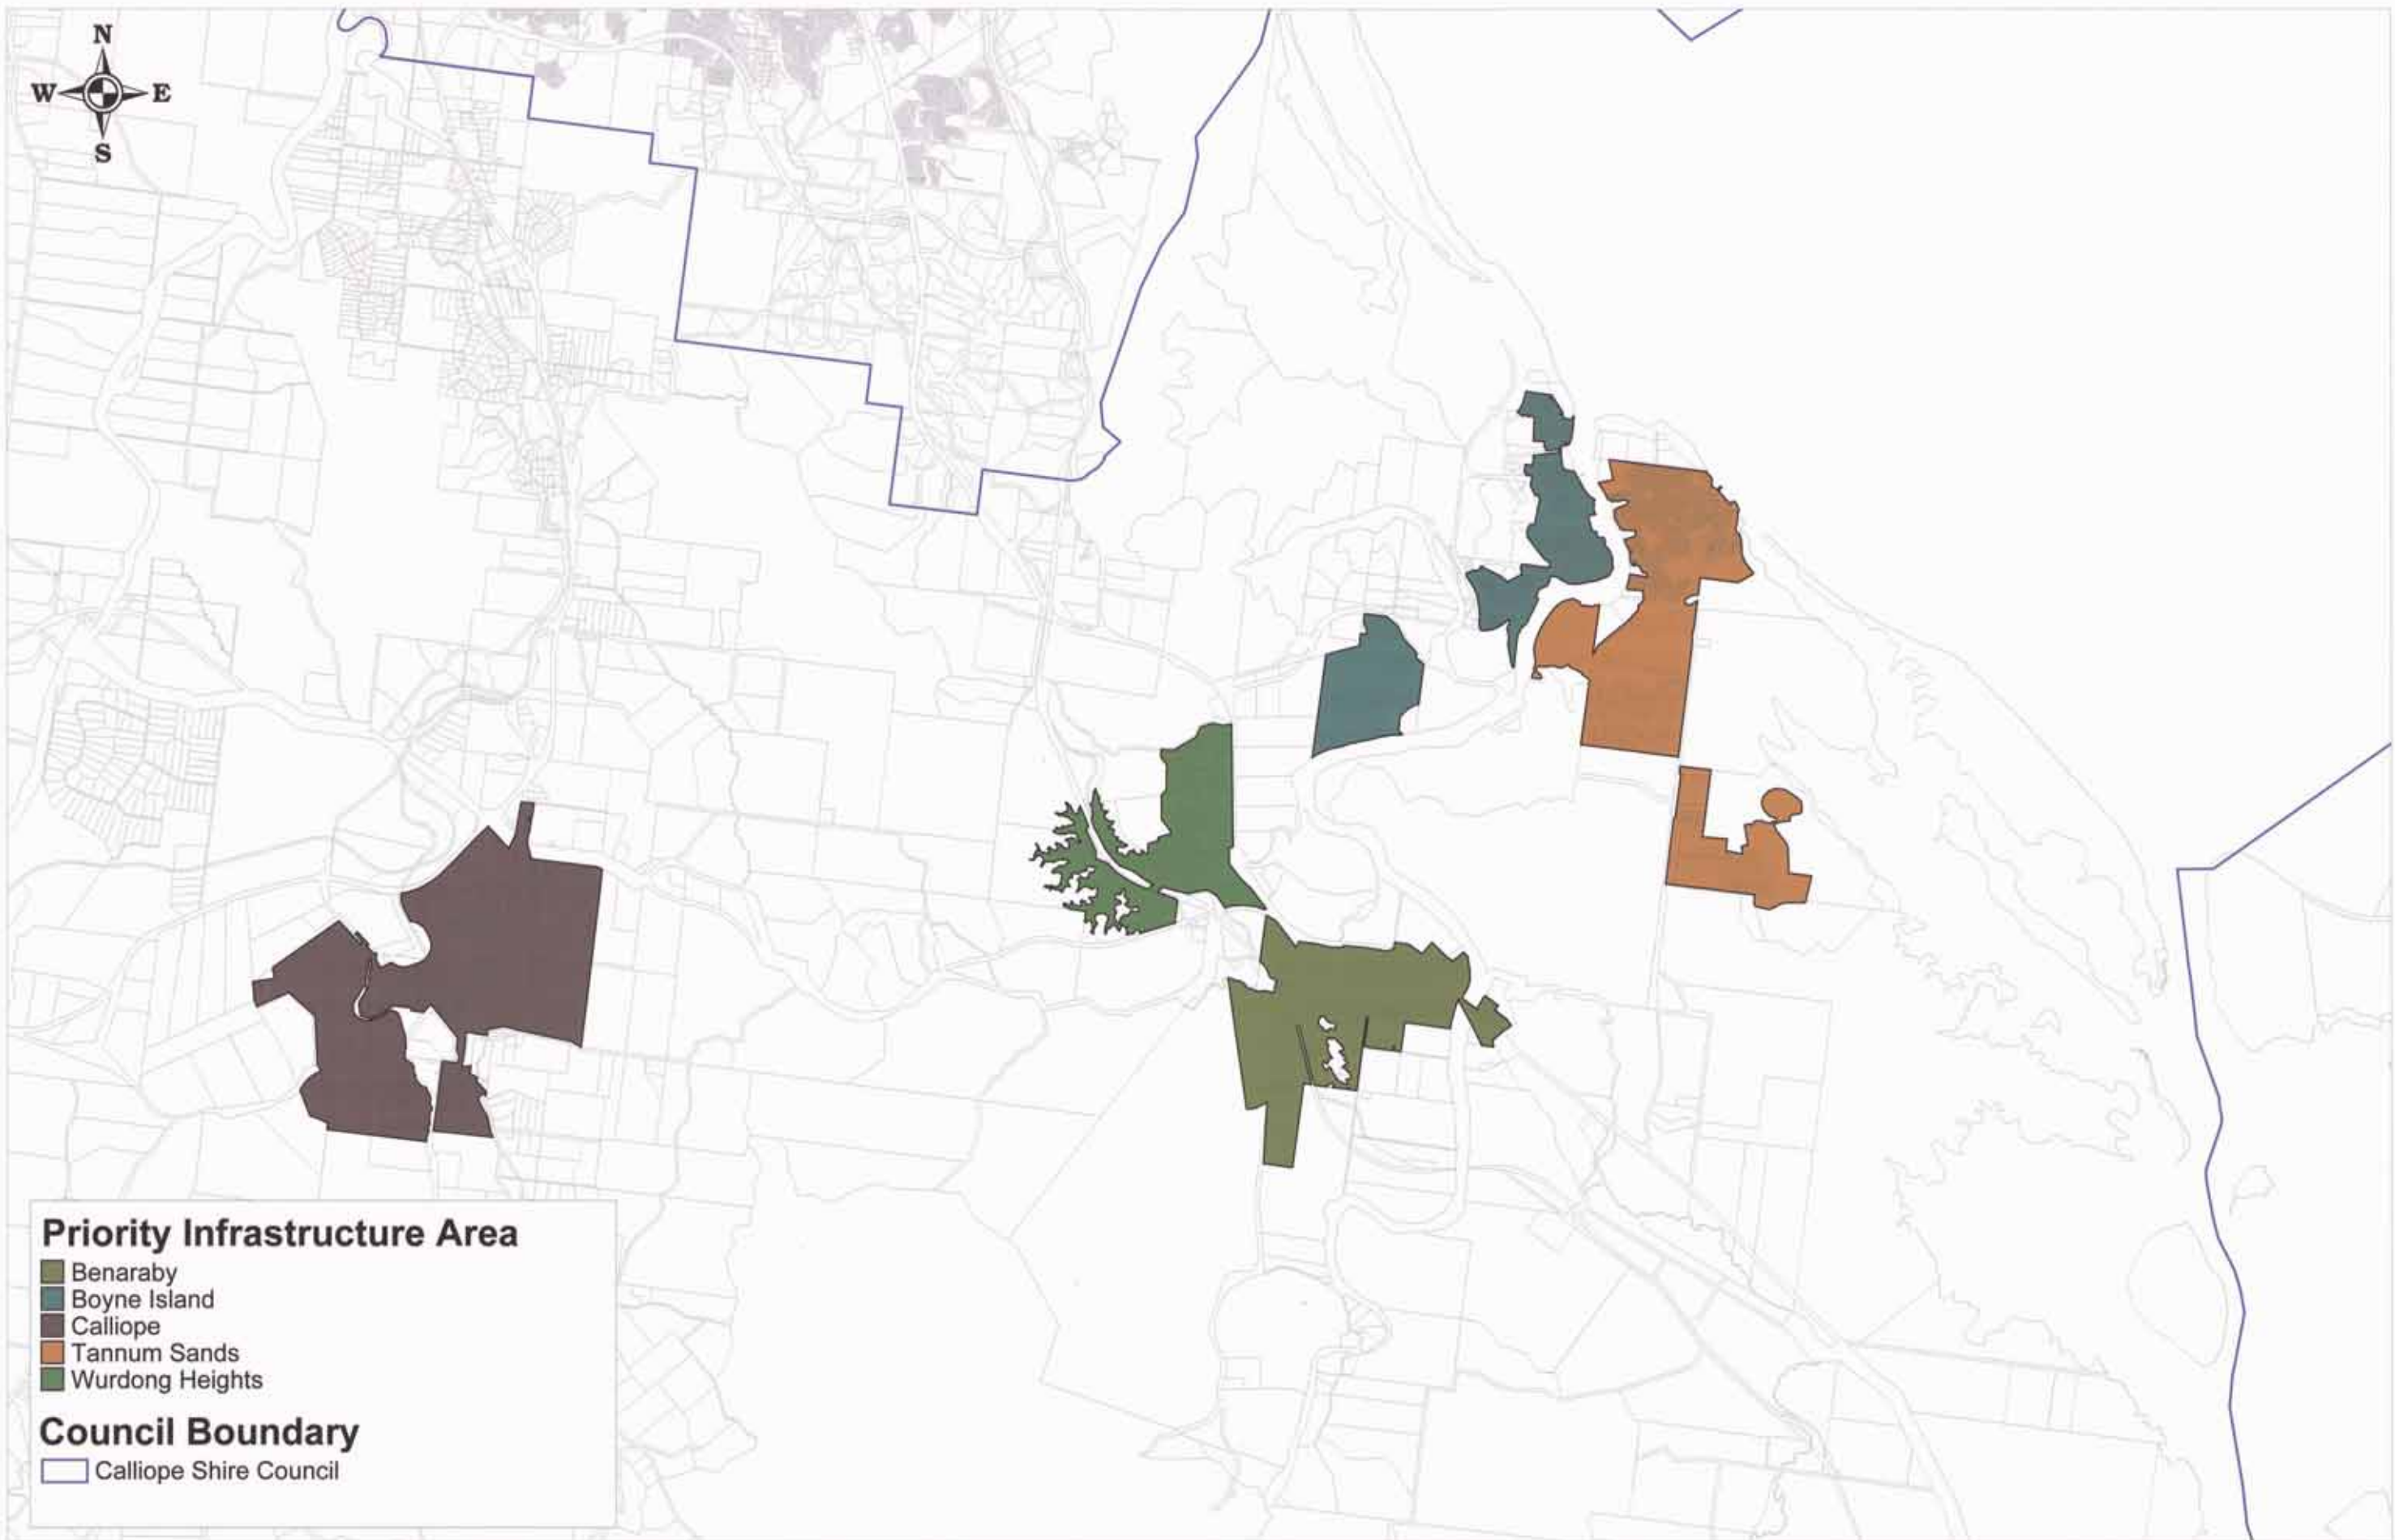 N
W E
S
Priority Infrastructure Area
Benaraby
Boyne Island
Calliope
Tannum Sands
Wurdong Heights
Council Boundary
Calliope Shire Council